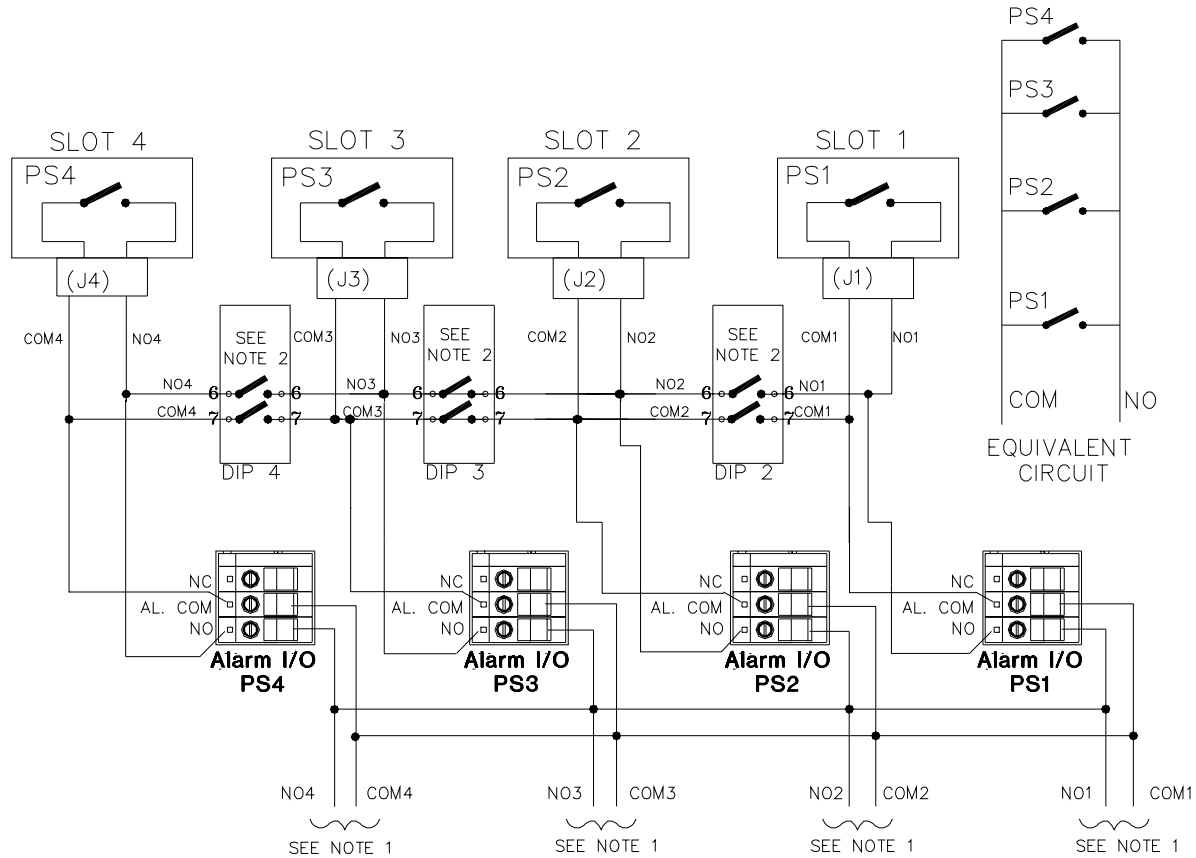 PS4
PS3
PS2
PS1
COM NO
EQUIVALENT
CIRCUIT
SLOT 4 SLOT 3 SLOT 2 SLOT 1
PS4 PS3 PS2 PS1
(J4) (J3) (J2) (J1)
COM4 NO4 COM3 NO3 COM2 NO2 COM1 NO1
SEE
NOTE 2
SEE
NOTE 2
SEE
NOTE 2
NO4 6 6 NO3 6 6 NO2 6 6 NO1
COM4 7 7 COM3 7 7 COM2 7 7 COM1
DIP 4 DIP 3 DIP 2
NC NC NC NC
AL. COM AL. COM AL. COM AL. COM
NO NO NO NO
Alarm I/O Alarm I/O Alarm I/O Alarm I/O
PS4 PS3 PS2 PS1
NO4 COM4 NO3 COM3 NO2 COM2 NO1 COM1
SEE NOTE 1 SEE NOTE 1 SEE NOTE 1 SEE NOTE 1